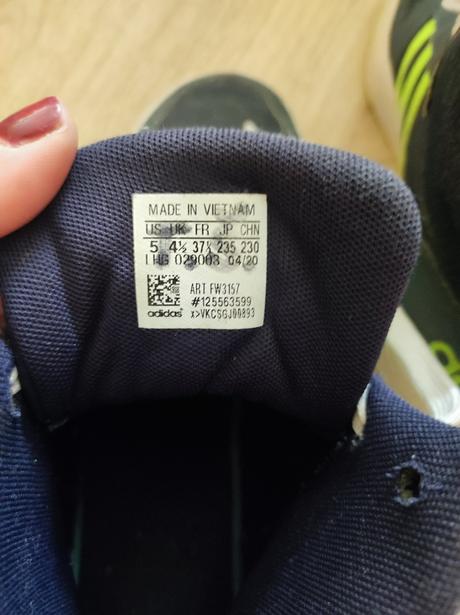 MADE IN VIETNAM
US UK FR JP CHN
5 4½ 37⅓ 235 230
LHG 029003 04/20
ART FW3157
#125563599
adidas x>VKCSGJ00893